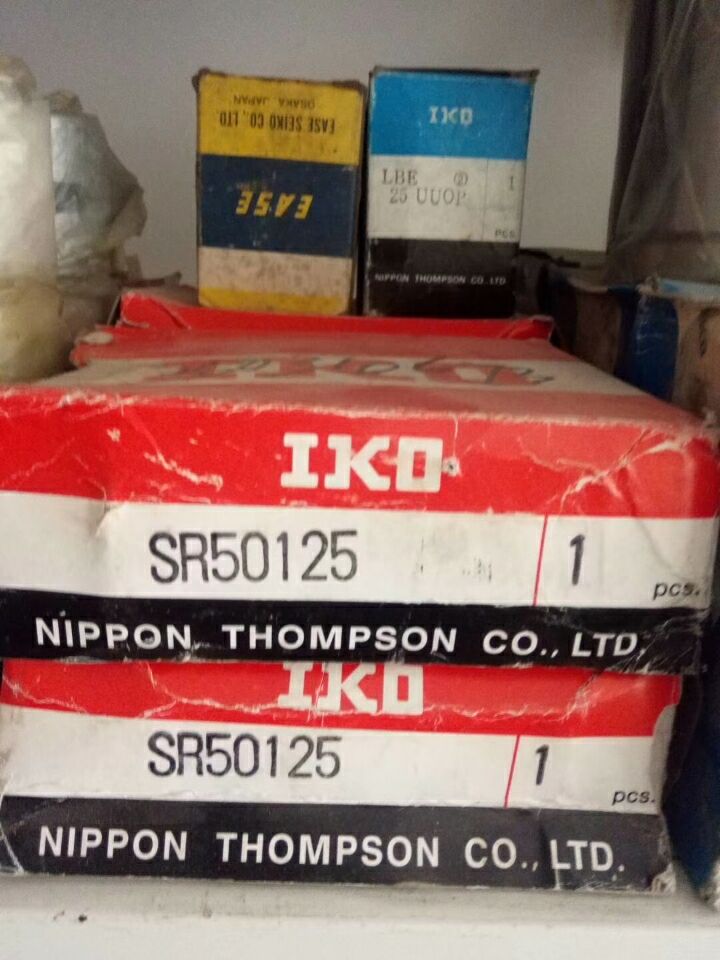 EASE SEIKO CO., LTD.
OSAKA, JAPAN
EASE
IKO
LBE ② 1
25 UUOP
PCS.
NIPPON THOMPSON CO.,LTD.
IKO
SR50125 1
pcs.
NIPPON THOMPSON CO., LTD.
IKO
SR50125 1
pcs.
NIPPON THOMPSON CO., LTD.